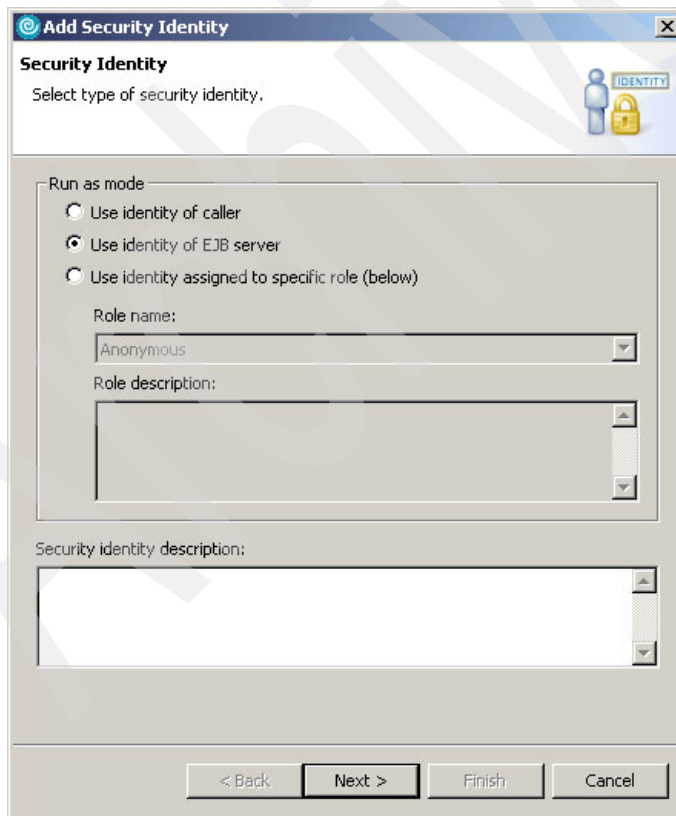 Add Security Identity
Security Identity
Select type of security identity.
IDENTITY
Run as mode
Use identity of caller
Use identity of EJB server
Use identity assigned to specific role (below)
Role name:
Anonymous
Role description:
Security identity description:
< Back
Next >
Finish
Cancel